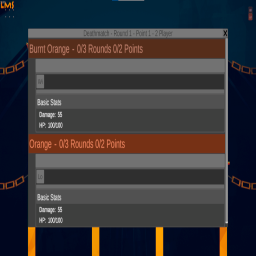 Deathmatch - Round 1 - Point 1 - 2 Player
X
Burnt Orange - 0/3 Rounds 0/2 Points
Basic Stats
Damage: 55
HP: 100/100
Orange - 0/3 Rounds 0/2 Points
Basic Stats
Damage: 55
HP: 100/100